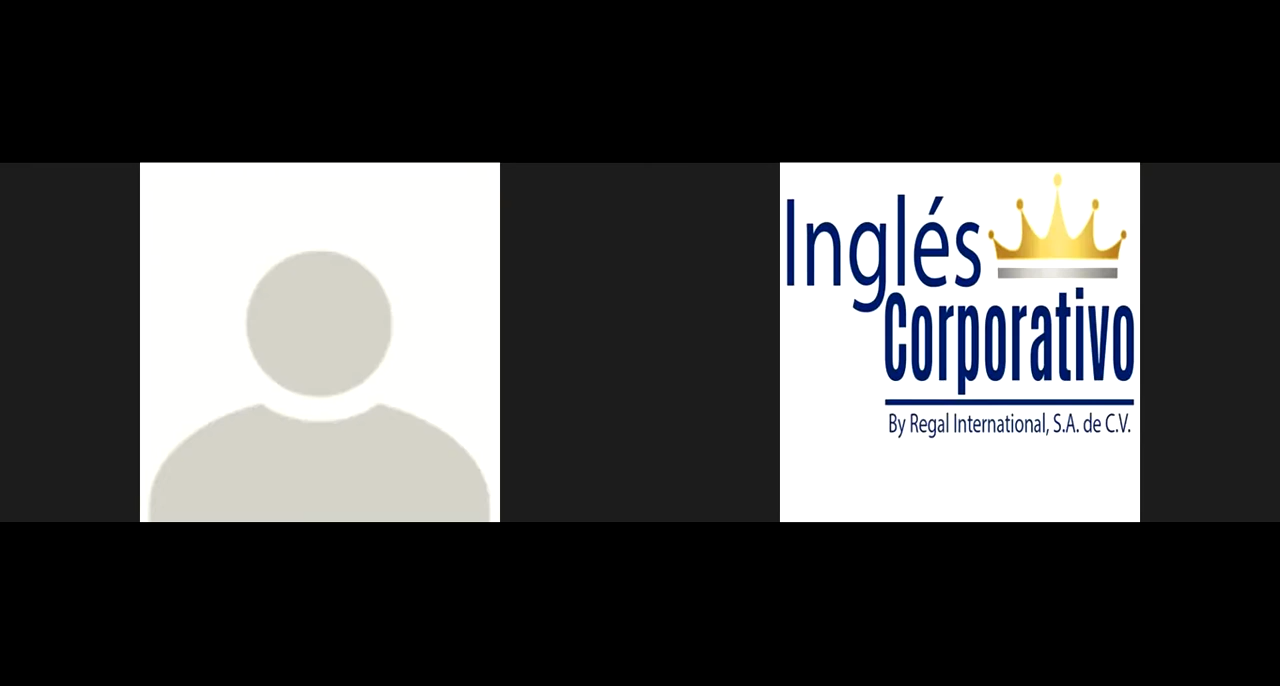 Inglés
Corporativo
By Regal International, S.A. de C.V.